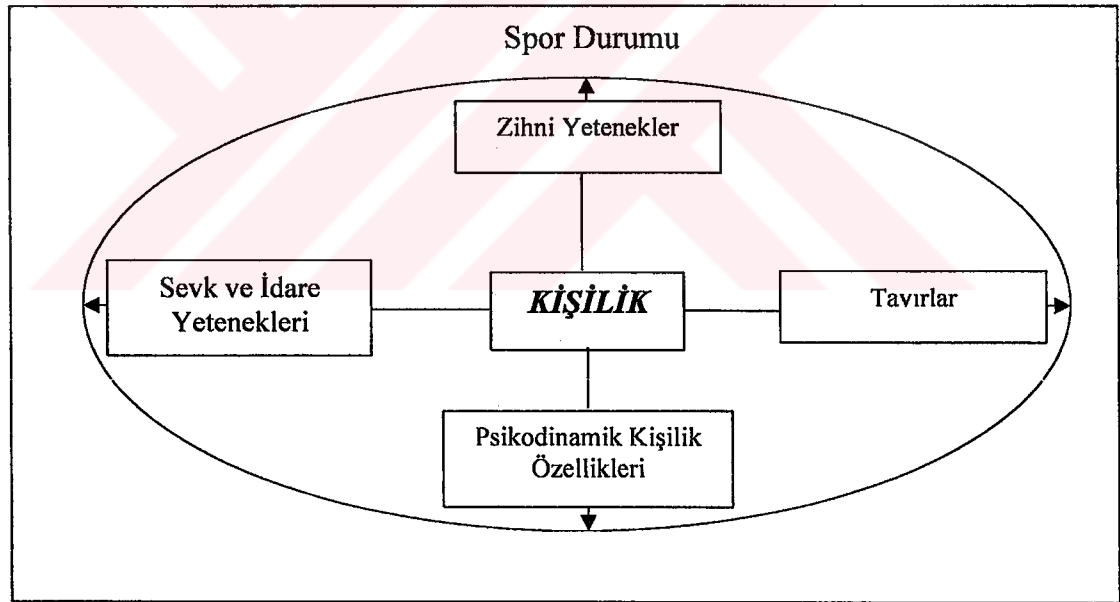 Spor Durumu
Zihni Yetenekler
Sevk ve İdare
Yetenekleri
KİŞİLİK
Tavırlar
Psikodinamik Kişilik
Özellikleri